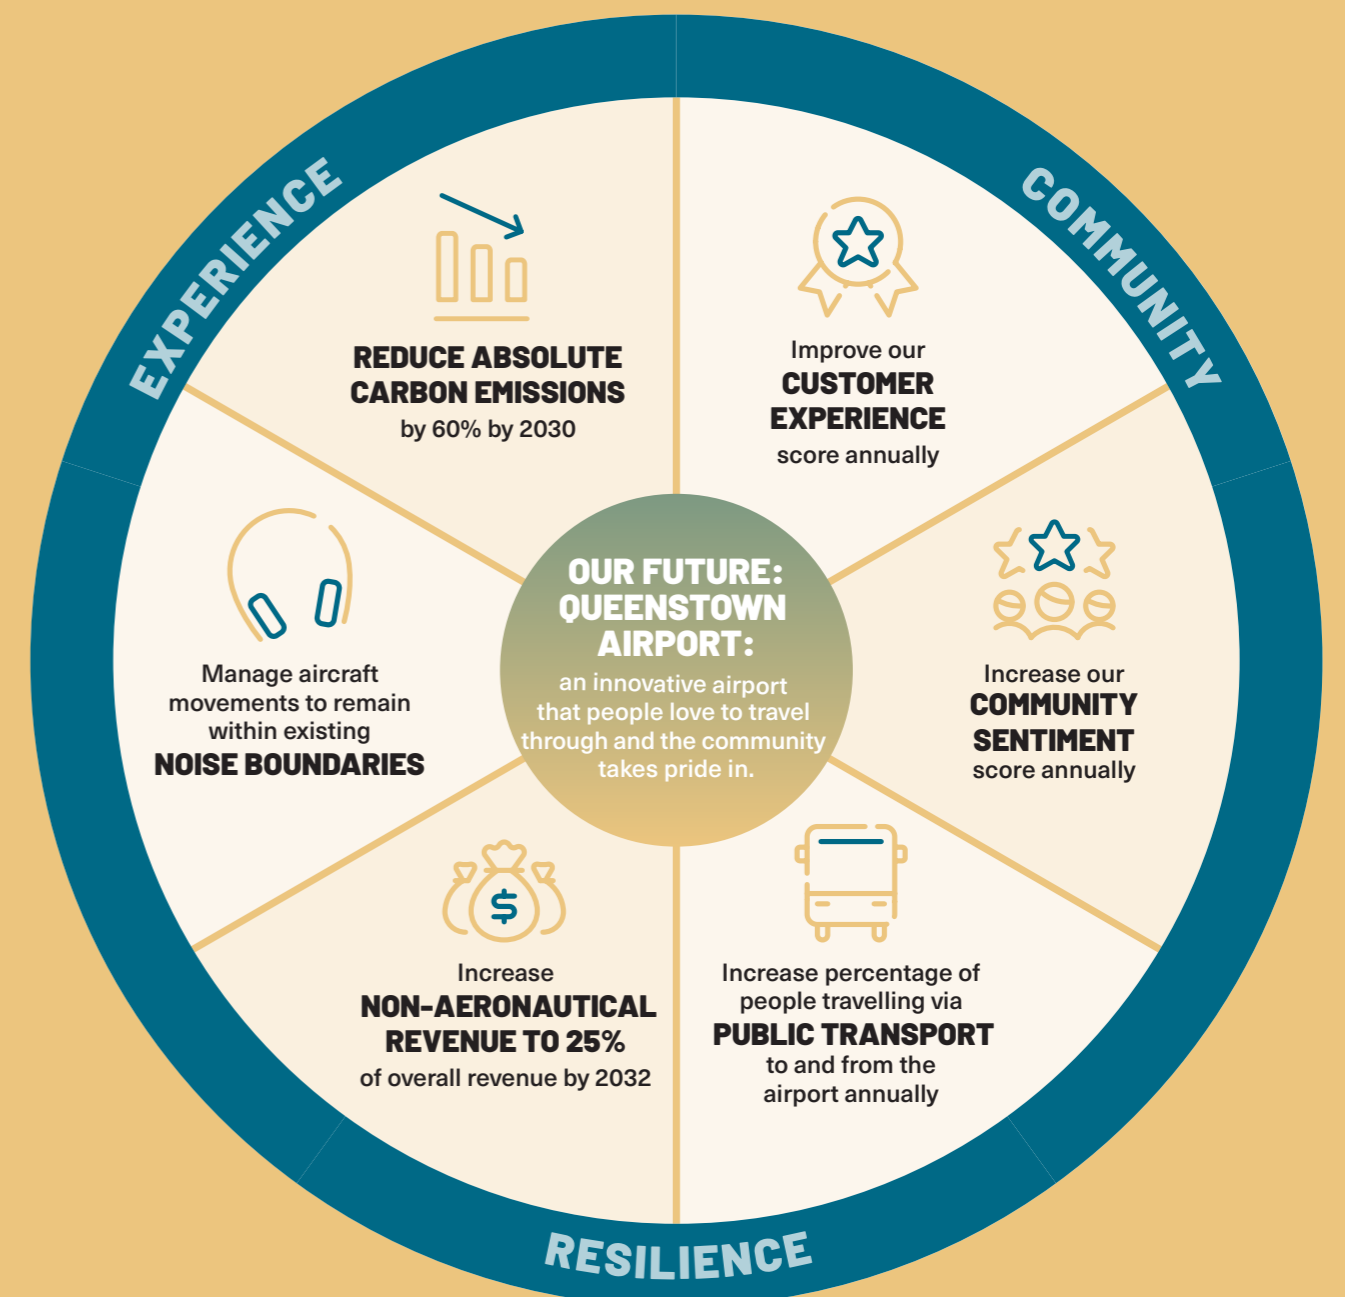 EXPERIENCE
COMMUNITY
REDUCE ABSOLUTE
CARBON EMISSIONS
by 60% by 2030
Improve our
CUSTOMER
EXPERIENCE
score annually
Manage aircraft
movements to remain
within existing
NOISE BOUNDARIES
OUR FUTURE:
QUEENSTOWN
AIRPORT:
an innovative airport
that people love to travel
through and the community
takes pride in.
Increase our
COMMUNITY
SENTIMENT
score annually
$
Increase
NON-AERONAUTICAL
REVENUE TO 25%
of overall revenue by 2032
Increase percentage of
people travelling via
PUBLIC TRANSPORT
to and from the
airport annually
RESILIENCE